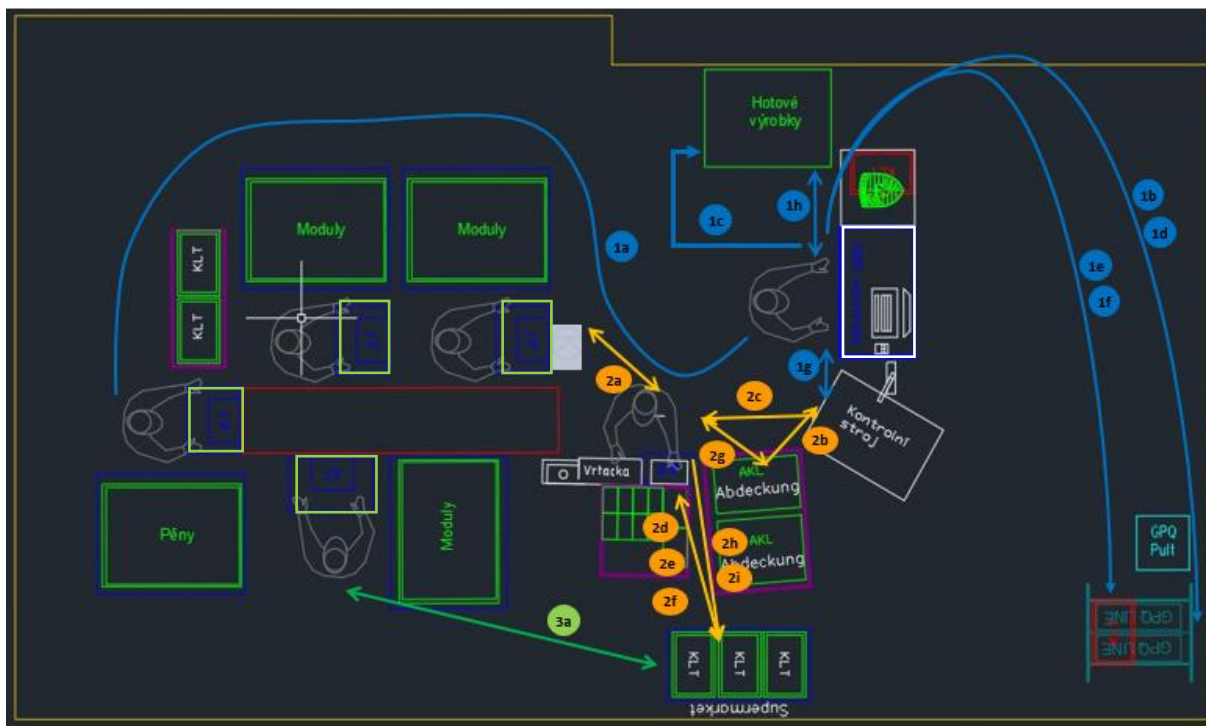 Hotové
výrobky
1b
1h
1c
1d
Moduly
Moduly
1a
KLT
1e
KLT
1f
1g
2a
2c
Kontrolní
stroj
2b
2g
AKL
Abdeckung
Vrtacka
Pěny
Moduly
2d
2h
AKL
Abdeckung
2e
2i
2f
GPQ
Pult
3a
GPQ LINE
GPQ LINE
KLT
KLT
KLT
Supermarket